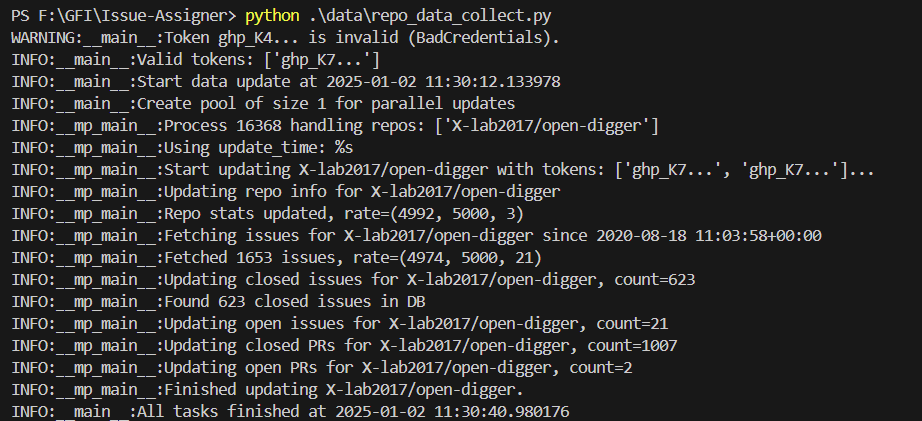 PS F:\GFI\Issue-Assigner> python .\data\repo_data_collect.py
WARNING:__main__:Token ghp_K4... is invalid (BadCredentials).
INFO:__main__:Valid tokens: ['ghp_K7...']
INFO:__main__:Start data update at 2025-01-02 11:30:12.133978
INFO:__main__:Create pool of size 1 for parallel updates
INFO:__mp_main__:Process 16368 handling repos: ['X-lab2017/open-digger']
INFO:__mp_main__:Using update_time: %s
INFO:__mp_main__:Start updating X-lab2017/open-digger with tokens: ['ghp_K7...', 'ghp_K7...']...
INFO:__mp_main__:Updating repo info for X-lab2017/open-digger
INFO:__mp_main__:Repo stats updated, rate=(4992, 5000, 3)
INFO:__mp_main__:Fetching issues for X-lab2017/open-digger since 2020-08-18 11:03:58+00:00
INFO:__mp_main__:Fetched 1653 issues, rate=(4974, 5000, 21)
INFO:__mp_main__:Updating closed issues for X-lab2017/open-digger, count=623
INFO:__mp_main__:Found 623 closed issues in DB
INFO:__mp_main__:Updating open issues for X-lab2017/open-digger, count=21
INFO:__mp_main__:Updating closed PRs for X-lab2017/open-digger, count=1007
INFO:__mp_main__:Updating open PRs for X-lab2017/open-digger, count=2
INFO:__mp_main__:Finished updating X-lab2017/open-digger.
INFO:__main__:All tasks finished at 2025-01-02 11:30:40.980176